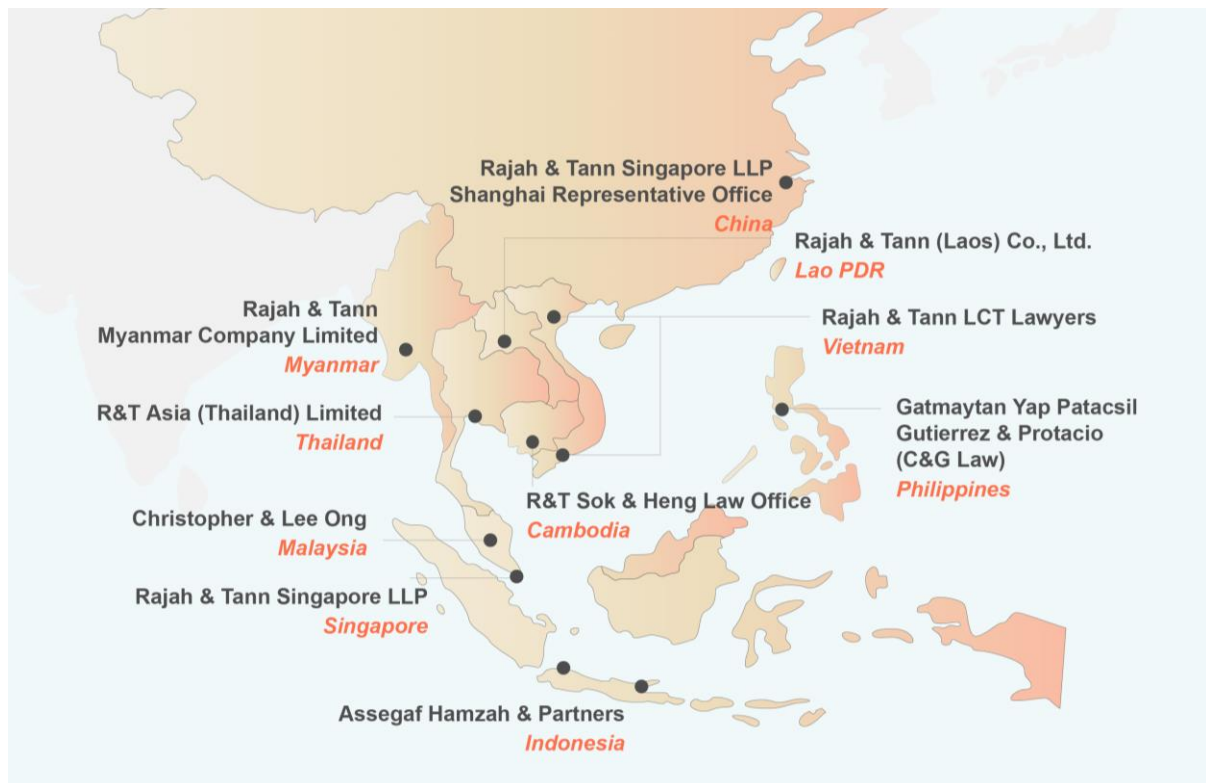 Rajah & Tann Singapore LLP
Shanghai Representative Office
China
Rajah & Tann (Laos) Co., Ltd.
Lao PDR
Rajah & Tann
Myanmar Company Limited
Myanmar
Rajah & Tann LCT Lawyers
Vietnam
R&T Asia (Thailand) Limited
Thailand
Gatmaytan Yap Patacsil
Gutierrez & Protacio
(C&G Law)
Philippines
R&T Sok & Heng Law Office
Cambodia
Christopher & Lee Ong
Malaysia
Rajah & Tann Singapore LLP
Singapore
Assegaf Hamzah & Partners
Indonesia